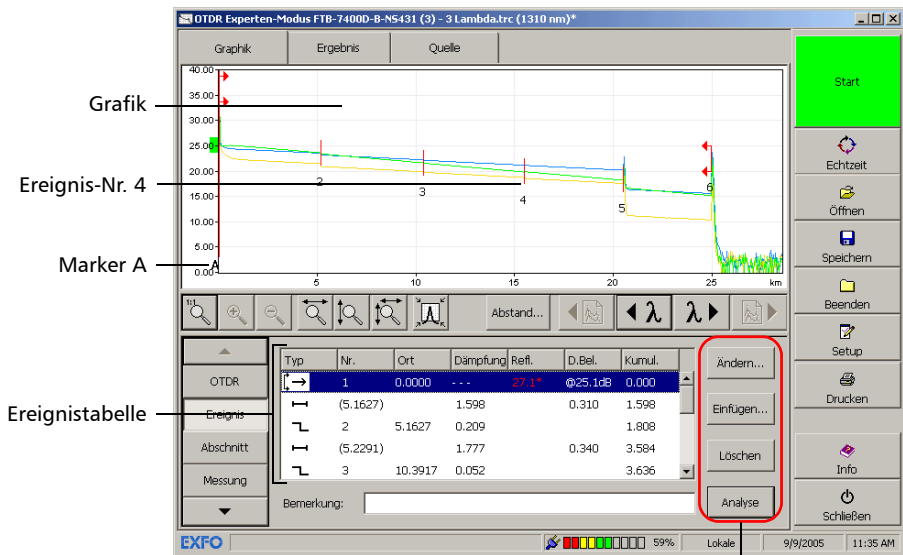 OTDR Experten-Modus FTB-7400D-B-NS431 (3) - 3 Lambda.trc (1310 nm)*
Graphik Ergebnis Quelle
Start
40.00
35.00
30.00
25.00
20.00
15.00
10.00
5.00
0.00
Grafik
Ereignis-Nr. 4
Marker A
A
2
3
4
5
6
5 10 15 20 25 km
Echtzeit
Öffnen
Speichern
Beenden
Setup
Drucken
Info
Schließen
1:1
Abstand...
λ λ
Ereignistabelle
OTDR
Ereignis
Abschnitt
Messung
Typ Nr. Ort Dämpfung Refl. D.Bel. Kumul.
1 0.0000 --- 27.1* @25.1dB 0.000
(5.1627) 1.598 0.310 1.598
2 5.1627 0.209 1.808
(5.2291) 1.777 0.340 3.584
3 10.3917 0.052 3.636
Bemerkung:
Ändern...
Einfügen...
Löschen
Analyse
EXFO 59% Lokale 9/9/2005 11:35 AM